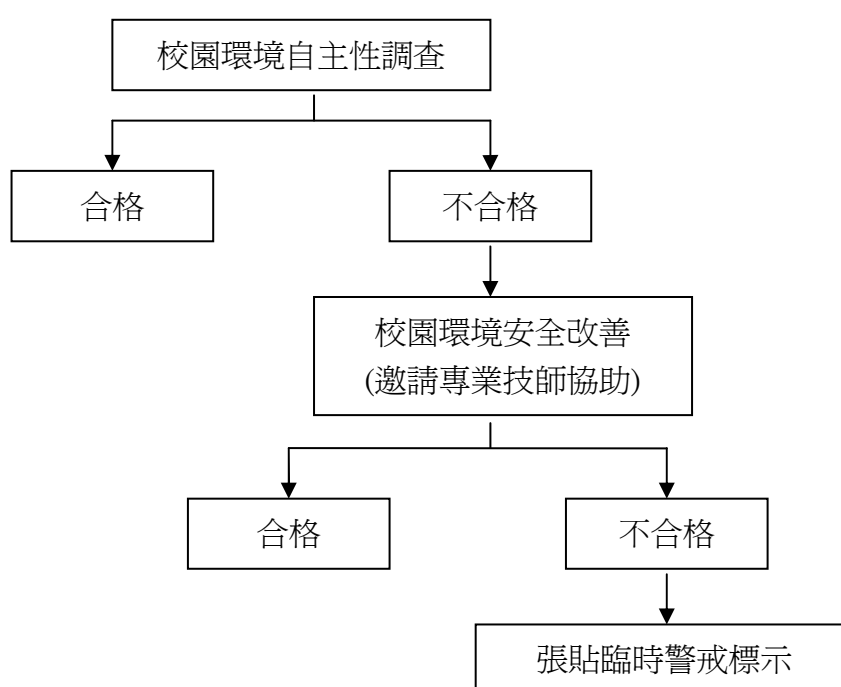 校園環境自主性調查
合格
不合格
校園環境安全改善
(邀請專業技師協助)
合格
不合格
張貼臨時警戒標示